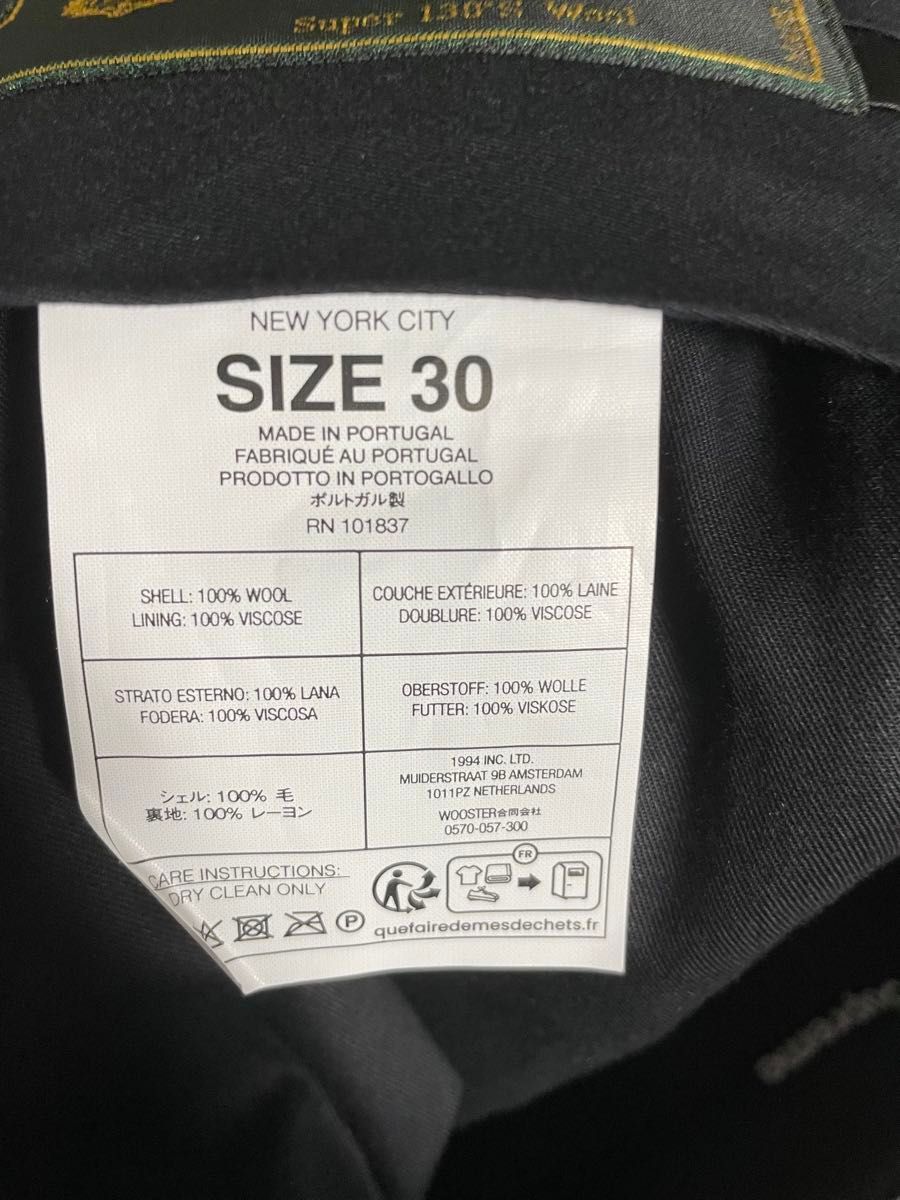 Super 130'S Wool
NEW YORK CITY
SIZE 30
MADE IN PORTUGAL
FABRIQUÉ AU PORTUGAL
PRODOTTO IN PORTOGALLO
ポルトガル製
RN 101837
SHELL: 100% WOOL
LINING: 100% VISCOSE
COUCHE EXTÉRIEURE: 100% LAINE
DOUBLURE: 100% VISCOSE
STRATO ESTERNO: 100% LANA
FODERA: 100% VISCOSA
OBERSTOFF: 100% WOLLE
FUTTER: 100% VISKOSE
シェル: 100% 毛
裏地: 100% レーヨン
1994 INC. LTD.
MUIDERSTRAAT 9B AMSTERDAM
1011PZ NETHERLANDS
WOOSTER合同会社
0570-057-300
CARE INSTRUCTIONS:
DRY CLEAN ONLY
P
FR
quefairedemesdechets.fr